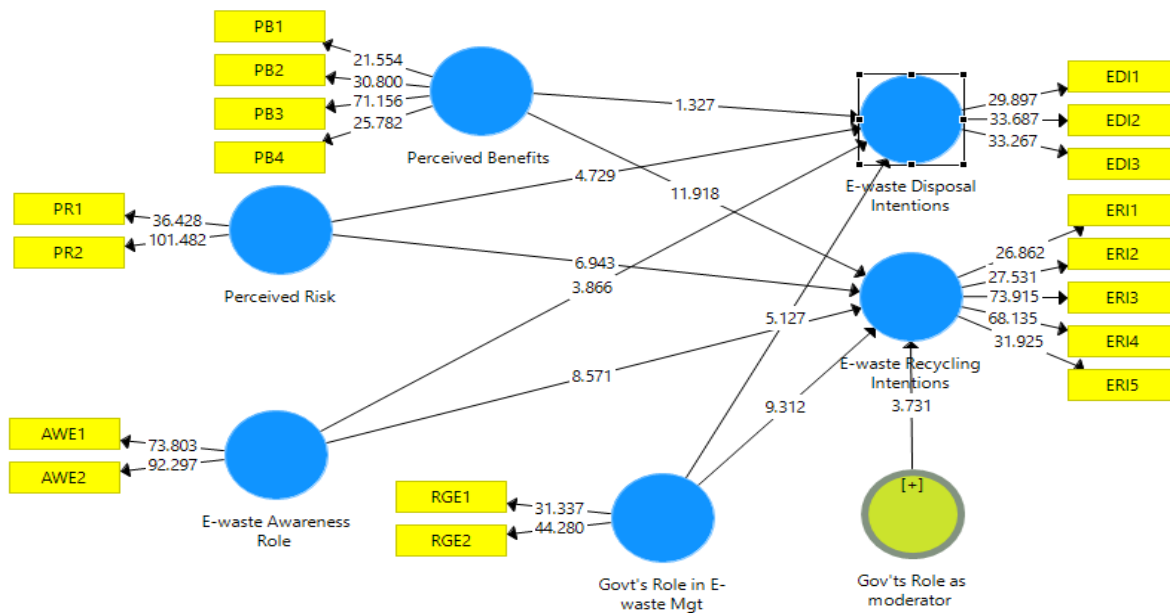 PB1
PB2
PB3
PB4
21.554
30.800
71.156
25.782
Perceived Benefits
1.327
E-waste Disposal
Intentions
29.897
33.687
33.267
EDI1
EDI2
EDI3
PR1
PR2
36.428
101.482
Perceived Risk
4.729
11.918
6.943
3.866
5.127
E-waste Recycling
Intentions
26.862
27.531
73.915
68.135
31.925
ERI1
ERI2
ERI3
ERI4
ERI5
8.571
9.312
3.731
AWE1
AWE2
73.803
92.297
E-waste Awareness
Role
RGE1
RGE2
31.337
44.280
Govt's Role in E-
waste Mgt
[+]
Gov'ts Role as
moderator